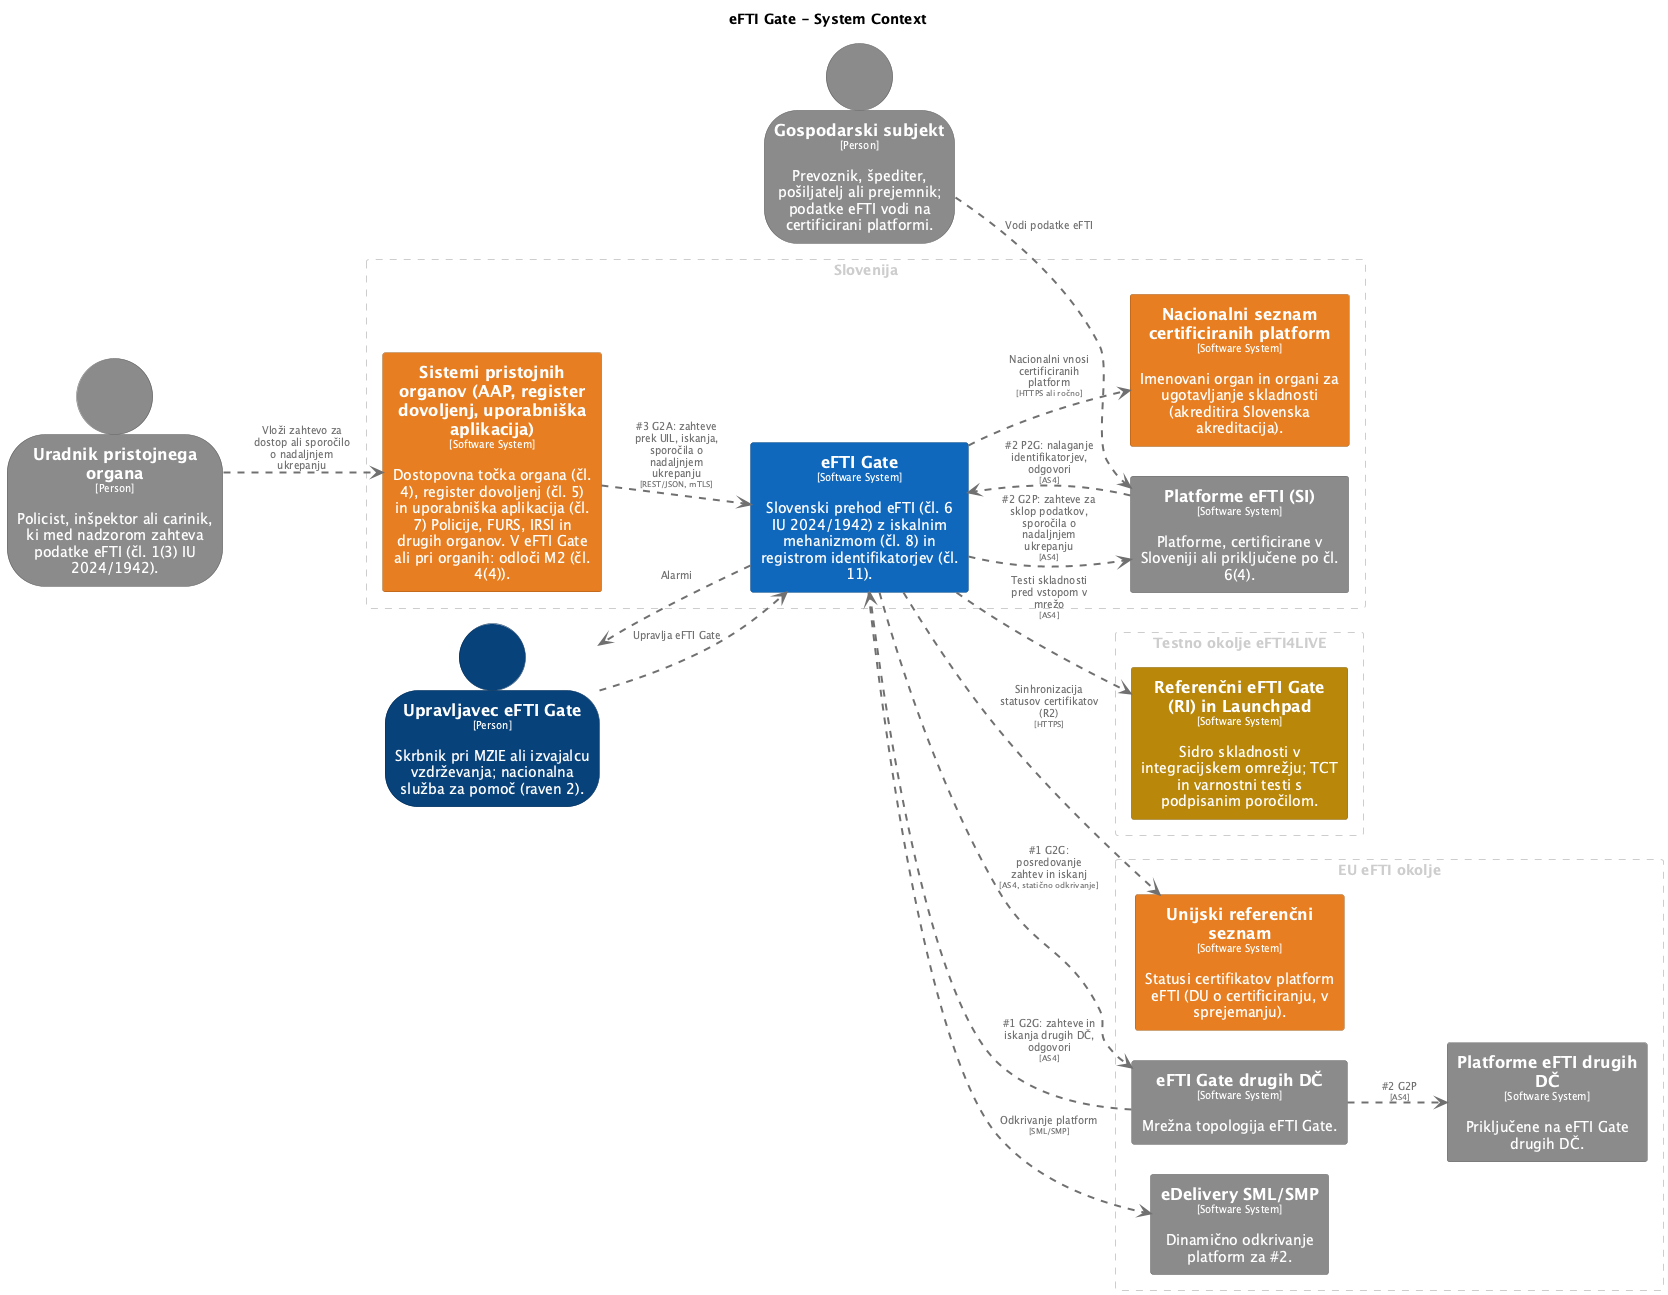 eFTI Gate – System Context
Gospodarski subjekt
[Person]
Prevoznik, špediter,
pošiljatelj ali prejemnik;
podatke eFTI vodi na
certificirani platformi.
Vodi podatke eFTI
Slovenija
Nacionalni seznam
certificiranih platform
[Software System]
Imenovani organ in organi za
ugotavljanje skladnosti
(akreditira Slovenska
akreditacija).
Nacionalni vnosi
certificiranih
platform
[HTTPS ali ročno]
Sistemi pristojnih
organov (AAP, register
dovoljenj, uporabniška
aplikacija)
[Software System]
Dostopovna točka organa (čl.
4), register dovoljenj (čl. 5)
in uporabniška aplikacija (čl.
7) Policije, FURS, IRSI in
drugih organov. V eFTI Gate
ali pri organih: odloči M2 (čl.
4(4)).
Uradnik pristojnega
organa
[Person]
Policist, inšpektor ali carinik,
ki med nadzorom zahteva
podatke eFTI (čl. 1(3) IU
2024/1942).
Vloži zahtevo za
dostop ali sporočilo
o nadaljnjem
ukrepanju
#3 G2A: zahteve
prek UIL, iskanja,
sporočila o
nadaljnjem
ukrepanju
[REST/JSON, mTLS]
eFTI Gate
[Software System]
Slovenski prehod eFTI (čl. 6
IU 2024/1942) z iskalnim
mehanizmom (čl. 8) in
registrom identifikatorjev (čl.
11).
#2 P2G: nalaganje
identifikatorjev,
odgovori
[AS4]
#2 G2P: zahteve za
sklop podatkov,
sporočila o
nadaljnjem
ukrepanju
[AS4]
Platforme eFTI (SI)
[Software System]
Platforme, certificirane v
Sloveniji ali priključene po čl.
6(4).
Alarmi
Upravlja eFTI Gate
Testi skladnosti
pred vstopom v
mrežo
[AS4]
Upravljavec eFTI Gate
[Person]
Skrbnik pri MZIE ali izvajalcu
vzdrževanja; nacionalna
služba za pomoč (raven 2).
Testno okolje eFTI4LIVE
Referenčni eFTI Gate
(RI) in Launchpad
[Software System]
Sidro skladnosti v
integracijskem omrežju; TCT
in varnostni testi s
podpisanim poročilom.
Sinhronizacija
statusov certifikatov
(R2)
[HTTPS]
#1 G2G:
posredovanje
zahtev in iskanj
[AS4, statično odkrivanje]
EU eFTI okolje
Unijski referenčni
seznam
[Software System]
Statusi certifikatov platform
eFTI (DU o certificiranju, v
sprejemanju).
#1 G2G: zahteve in
iskanja drugih DČ,
odgovori
[AS4]
eFTI Gate drugih DČ
[Software System]
Mrežna topologija eFTI Gate.
#2 G2P
[AS4]
Platforme eFTI drugih
DČ
[Software System]
Priključene na eFTI Gate
drugih DČ.
Odkrivanje platform
[SML/SMP]
eDelivery SML/SMP
[Software System]
Dinamično odkrivanje
platform za #2.